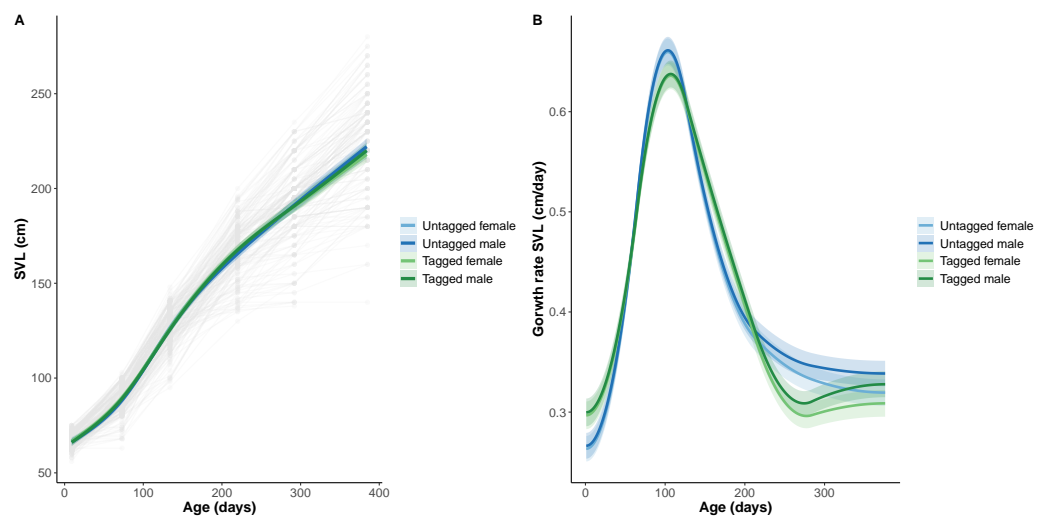 A
SVL (cm)
250
200
150
100
50
0
100
200
300
400
Age (days)
Untagged female
Untagged male
Tagged female
Tagged male
B
Gorwth rate SVL (cm/day)
0.6
0.5
0.4
0.3
0
100
200
300
Age (days)
Untagged female
Untagged male
Tagged female
Tagged male